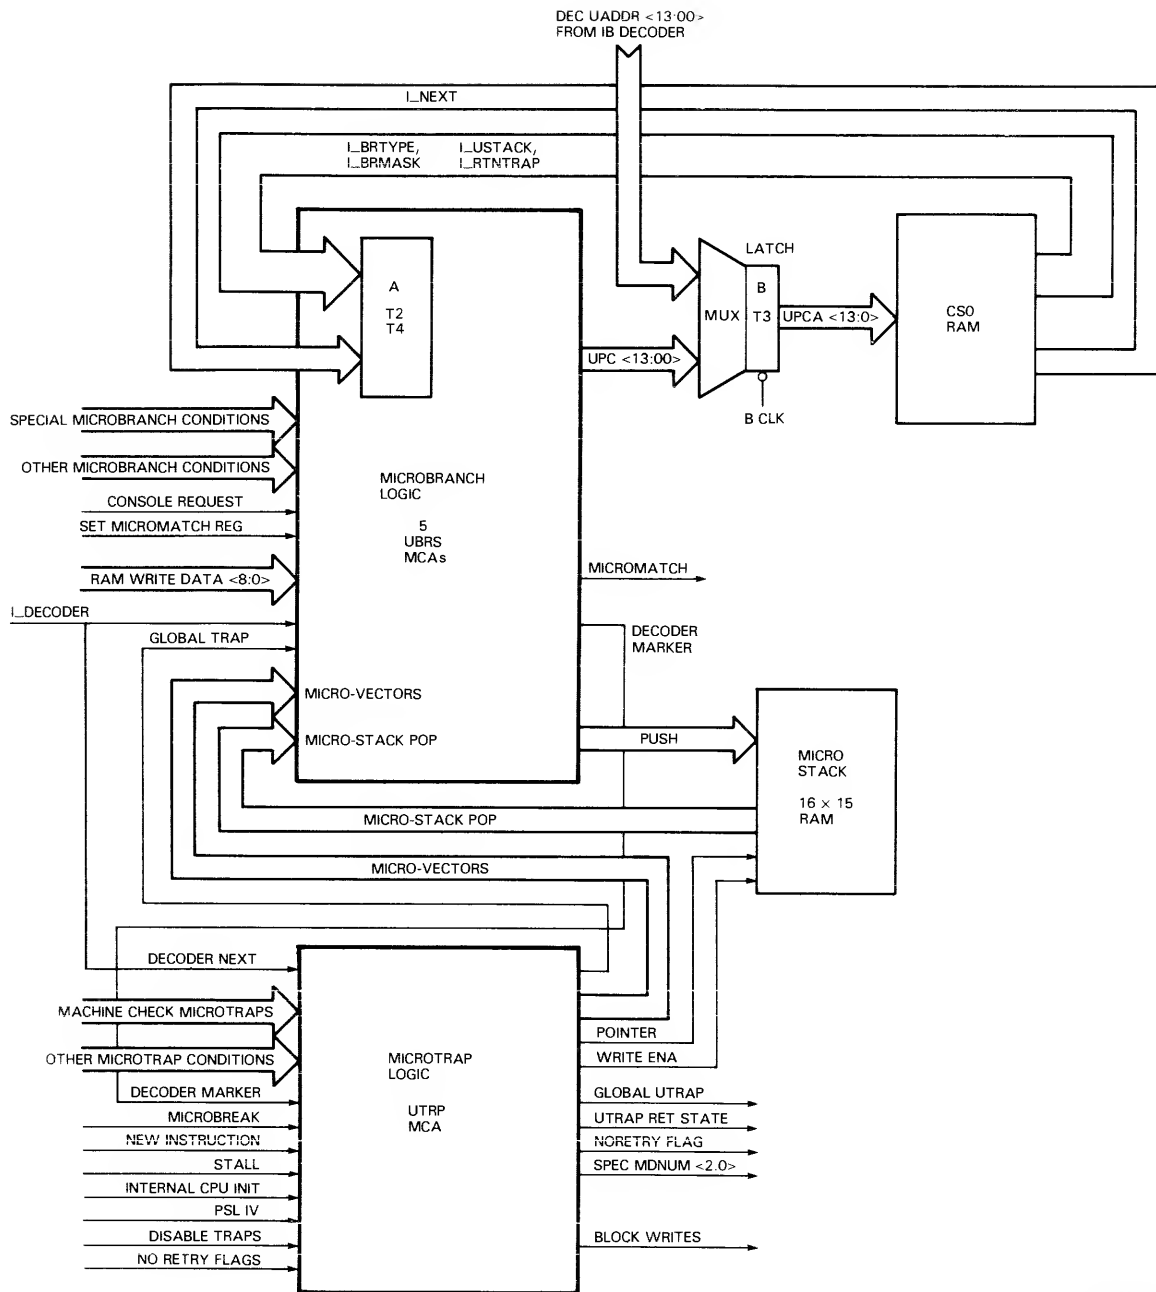 DEC UADDR <13:00>
FROM IB DECODER
I_NEXT
I_BRTYPE,
I_BRMASK
I_USTACK,
I_RTNTRAP
A
T2
T4
LATCH
MUX
B
T3
UPCA <13:0>
CS0
RAM
UPC <13:00>
B CLK
SPECIAL MICROBRANCH CONDITIONS
OTHER MICROBRANCH CONDITIONS
CONSOLE REQUEST
SET MICROMATCH REG
RAM WRITE DATA <8:0>
I_DECODER
GLOBAL TRAP
MICROBRANCH
LOGIC
5
UBRS
MCAs
MICROMATCH
DECODER
MARKER
MICRO-VECTORS
MICRO-STACK POP
PUSH
MICRO
STACK
16 × 15
RAM
MICRO-STACK POP
MICRO-VECTORS
DECODER NEXT
MACHINE CHECK MICROTRAPS
OTHER MICROTRAP CONDITIONS
DECODER MARKER
MICROBREAK
NEW INSTRUCTION
STALL
INTERNAL CPU INIT
PSL IV
DISABLE TRAPS
NO RETRY FLAGS
MICROTRAP
LOGIC
UTRP
MCA
POINTER
WRITE ENA
GLOBAL UTRAP
UTRAP RET STATE
NORETRY FLAG
SPEC MDNUM <2.0>
BLOCK WRITES